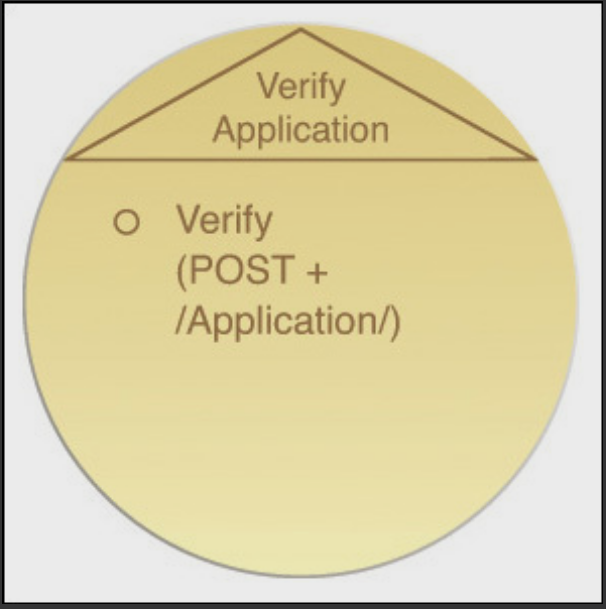 Verify
Application
Verify
(POST +
/Application/)